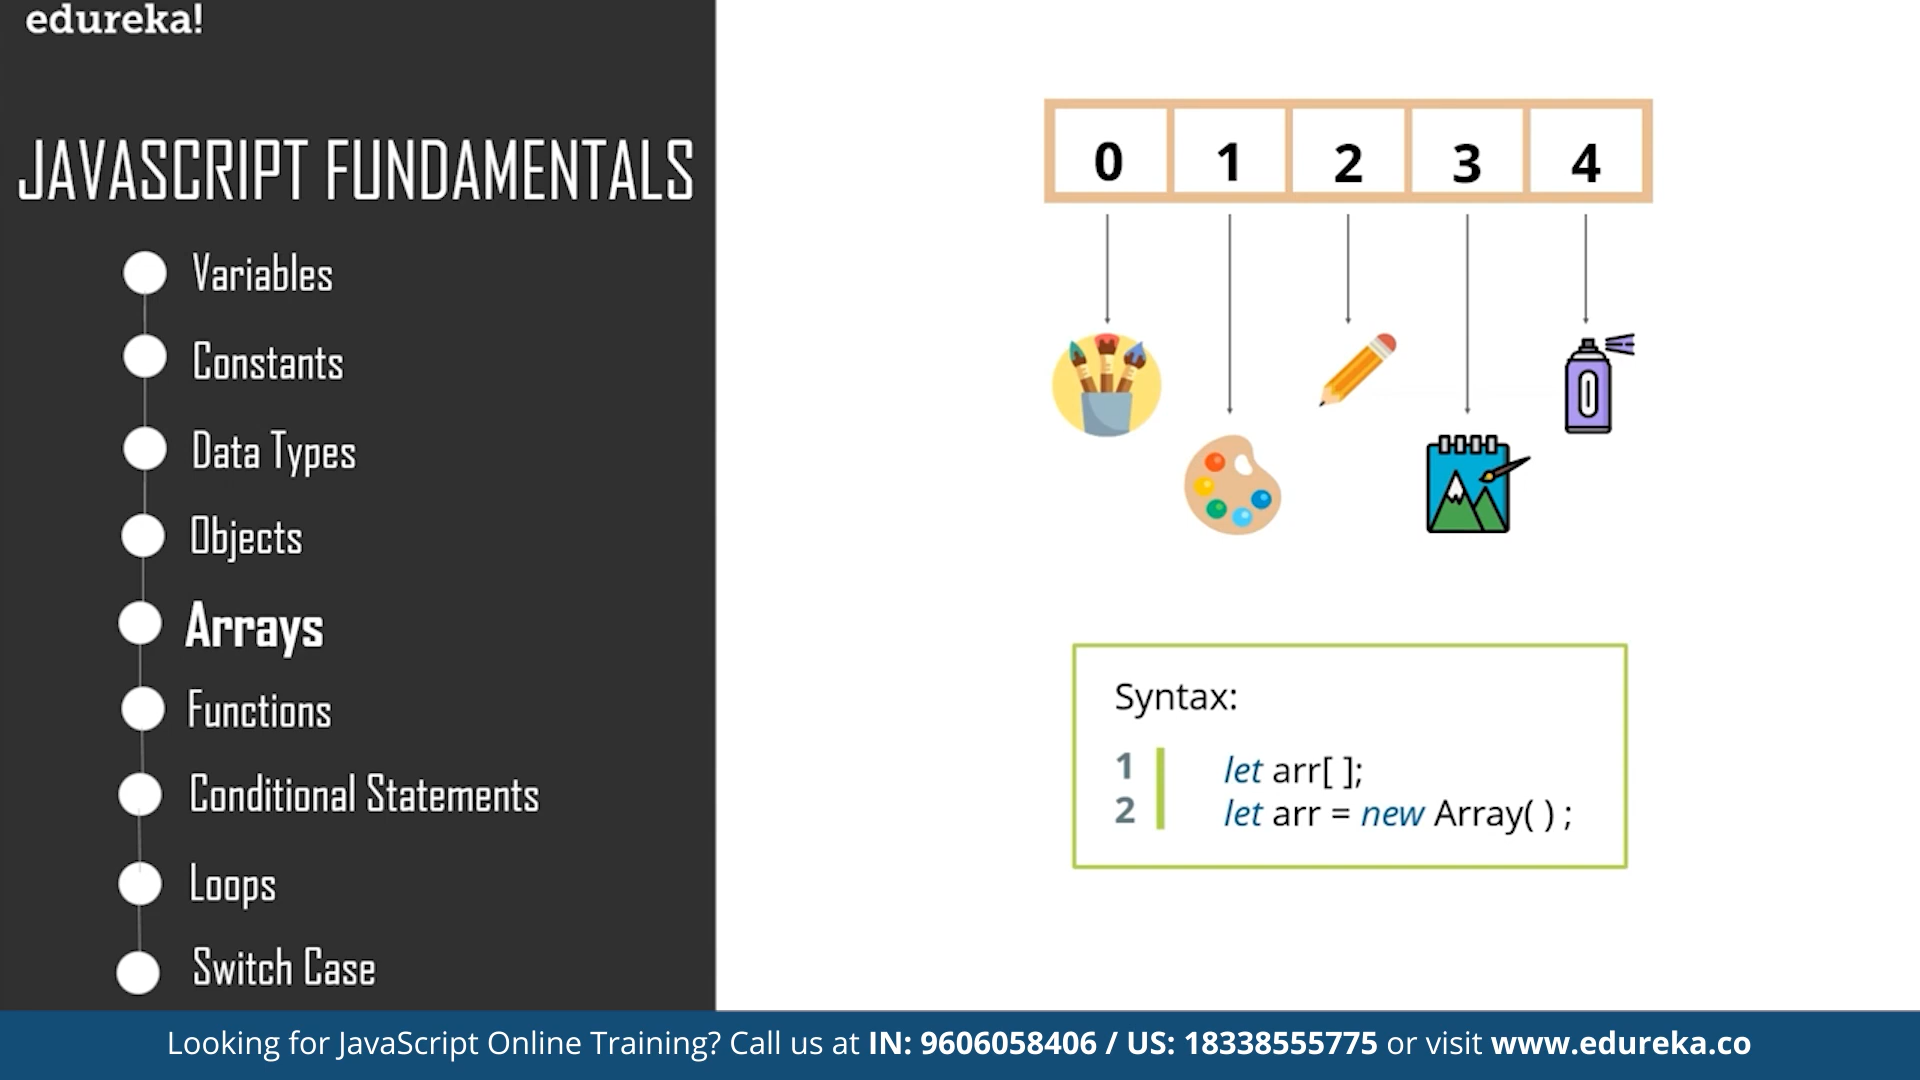 edureka!
JAVASCRIPT FUNDAMENTALS
Variables
Constants
Data Types
Objects
Arrays
Functions
Conditional Statements
Loops
Switch Case
0 1 2 3 4
Syntax:
1 let arr[ ];
2 let arr = new Array( ) ;
Looking for JavaScript Online Training? Call us at IN: 9606058406 / US: 18338555775 or visit www.edureka.co